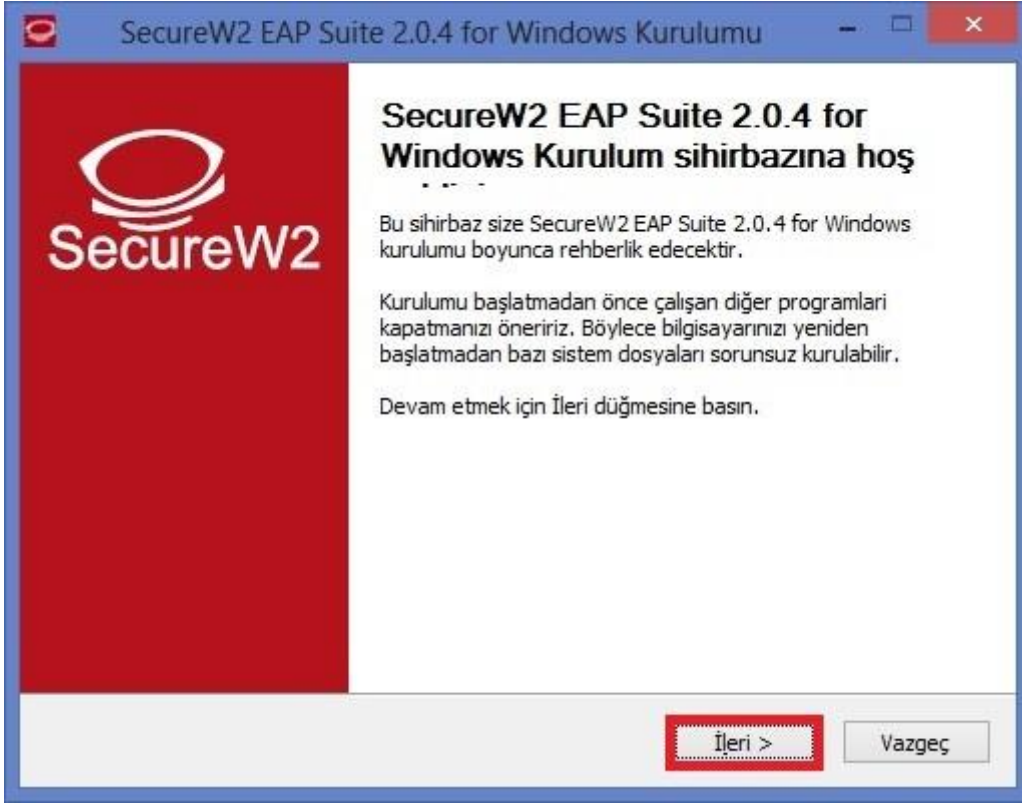 SecureW2 EAP Suite 2.0.4 for Windows Kurulumu
SecureW2
SecureW2 EAP Suite 2.0.4 for
Windows Kurulum sihirbazına hoş
Bu sihirbaz size SecureW2 EAP Suite 2.0.4 for Windows
kurulumu boyunca rehberlik edecektir.
Kurulumu başlatmadan önce çalışan diğer programlari
kapatmanızı öneririz. Böylece bilgisayarınızı yeniden
başlatmadan bazı sistem dosyaları sorunsuz kurulabilir.
Devam etmek için İleri düğmesine basın.
İleri >
Vazgeç